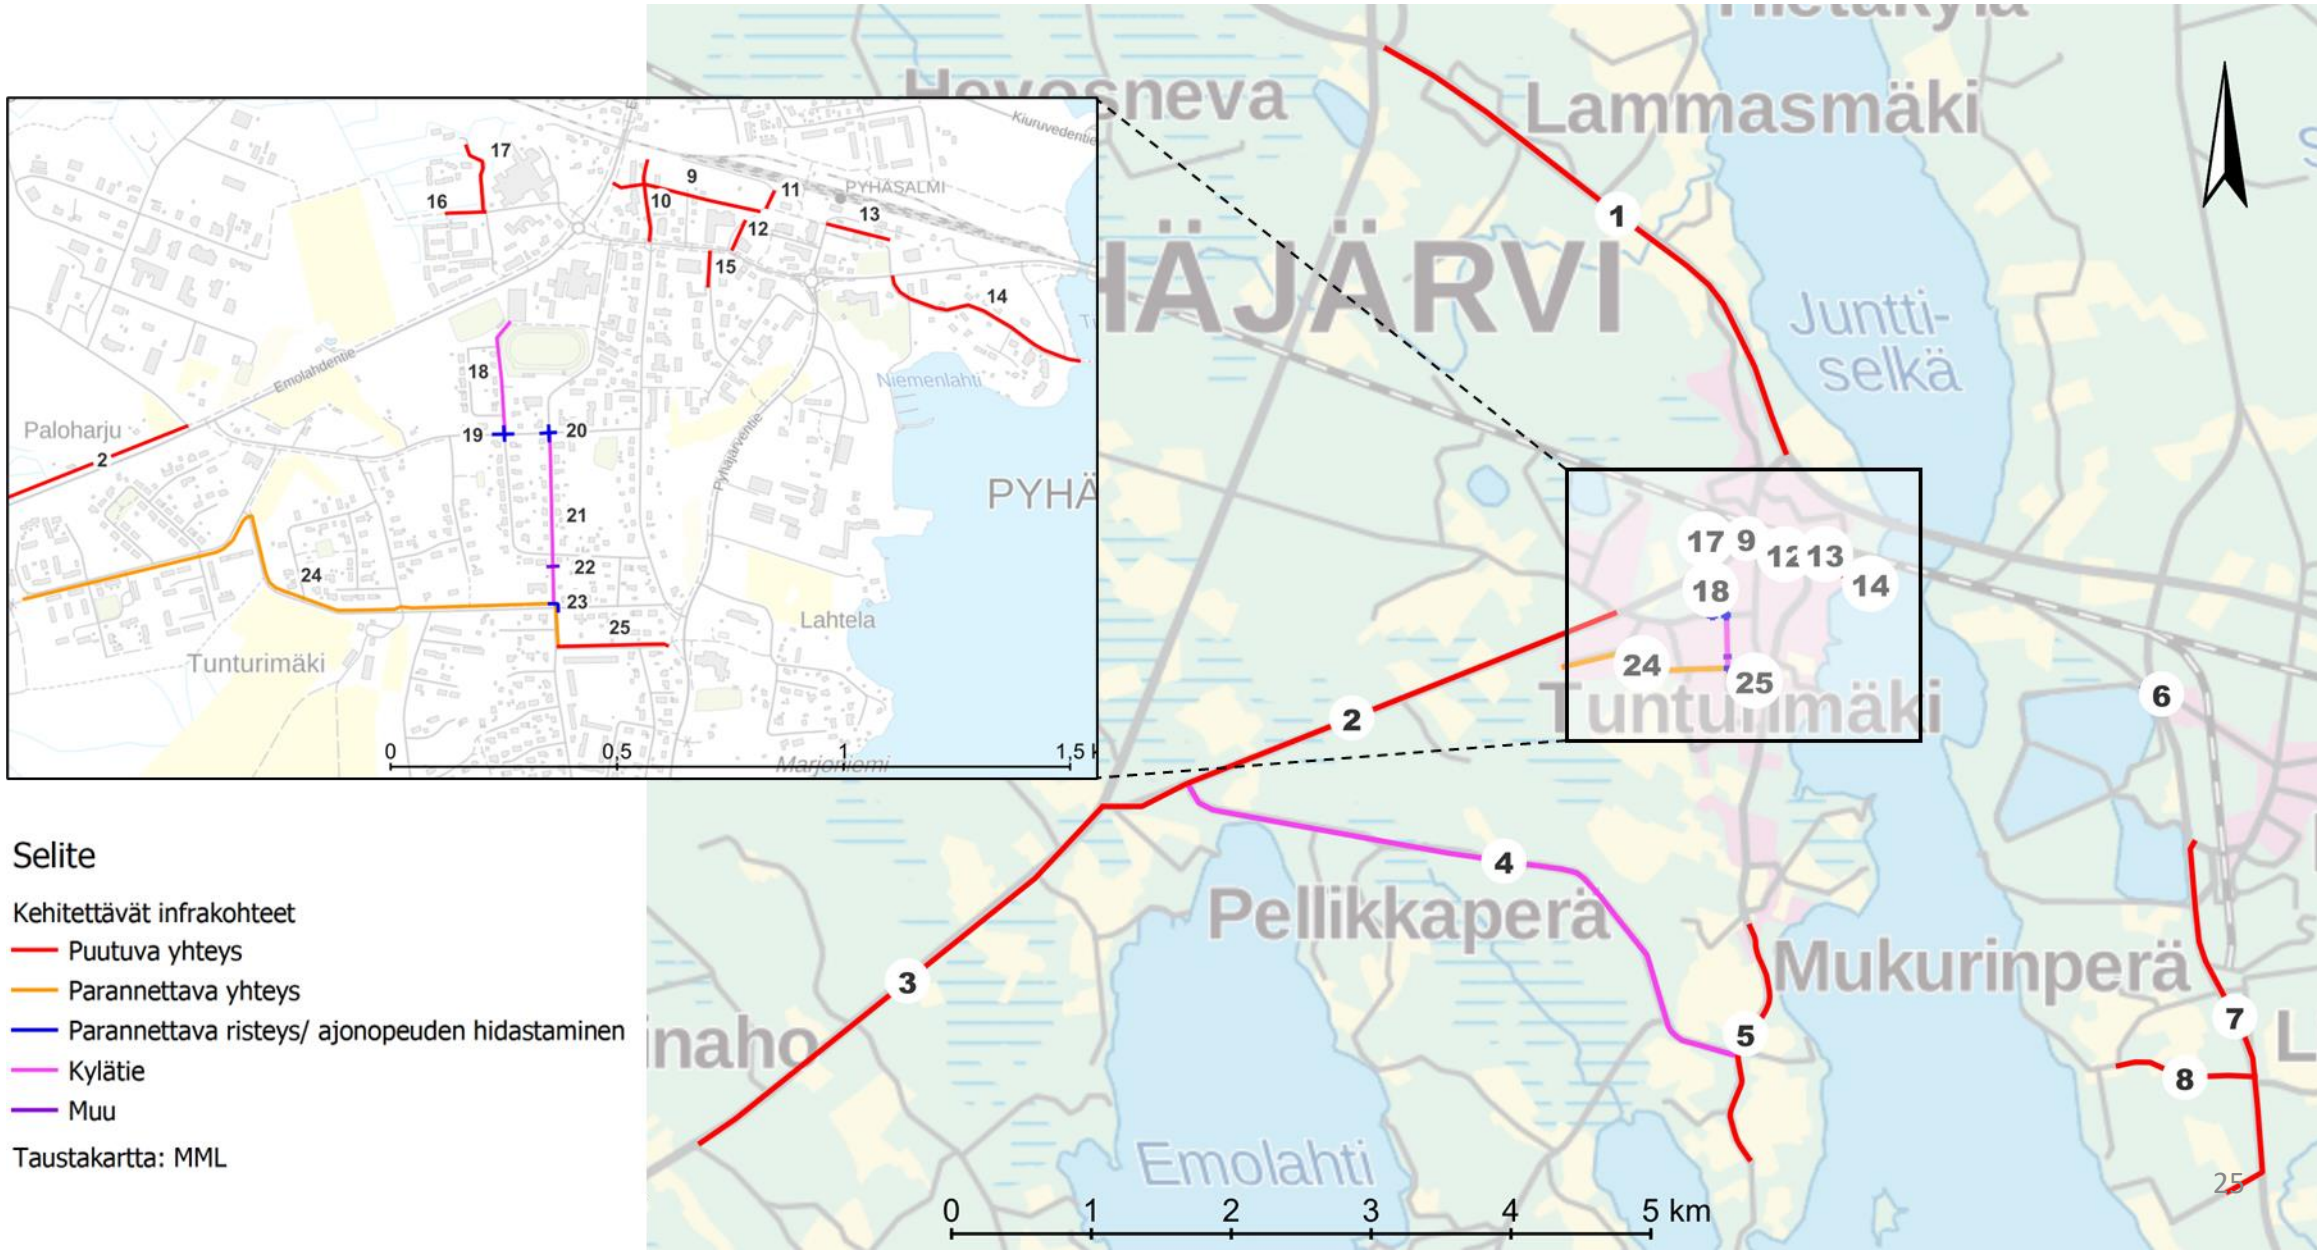 Hevosneva
Lammasmäki
HÄJÄRVI
Juntti-
selkä
1
2
3
4
5
6
7
8
17
9
12
13
14
18
24
25
Tunturimäki
Pellikkaperä
Mukurinperä
inaho
Emolahti
0 1 2 3 4 5 km
25
Kiuruvedentie
PYHÄSALMI
17
16
9
10
11
12
13
15
14
18
19
20
21
22
23
24
25
2
Emolahdentie
Paloharju
Niemenlahti
Pyhäjärventie
PYHÄ
Lahtela
Tunturimäki
Marjoniemi
0 0,5 1 1,5
Selite
Kehitettävät infrakohteet
Puutuva yhteys
Parannettava yhteys
Parannettava risteys/ ajonopeuden hidastaminen
Kylätie
Muu
Taustakartta: MML